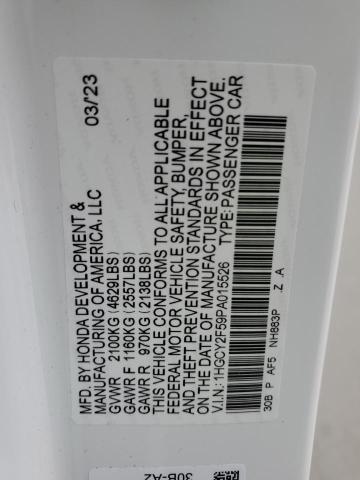 MFD. BY HONDA DEVELOPMENT & 03/23
MANUFACTURING OF AMERICA, LLC
GVWR 2100KG (4629LBS)
GAWR F 1160KG (2557LBS)
GAWR R 970KG (2138LBS)
THIS VEHICLE CONFORMS TO ALL APPLICABLE
FEDERAL MOTOR VEHICLE SAFETY, BUMPER,
AND THEFT PREVENTION STANDARDS IN EFFECT
ON THE DATE OF MANUFACTURE SHOWN ABOVE.
V.I.N.: 1HGCY2F59PA015526 TYPE: PASSENGER CAR
30B P AF5 NH883P .Z .A
30B-A2